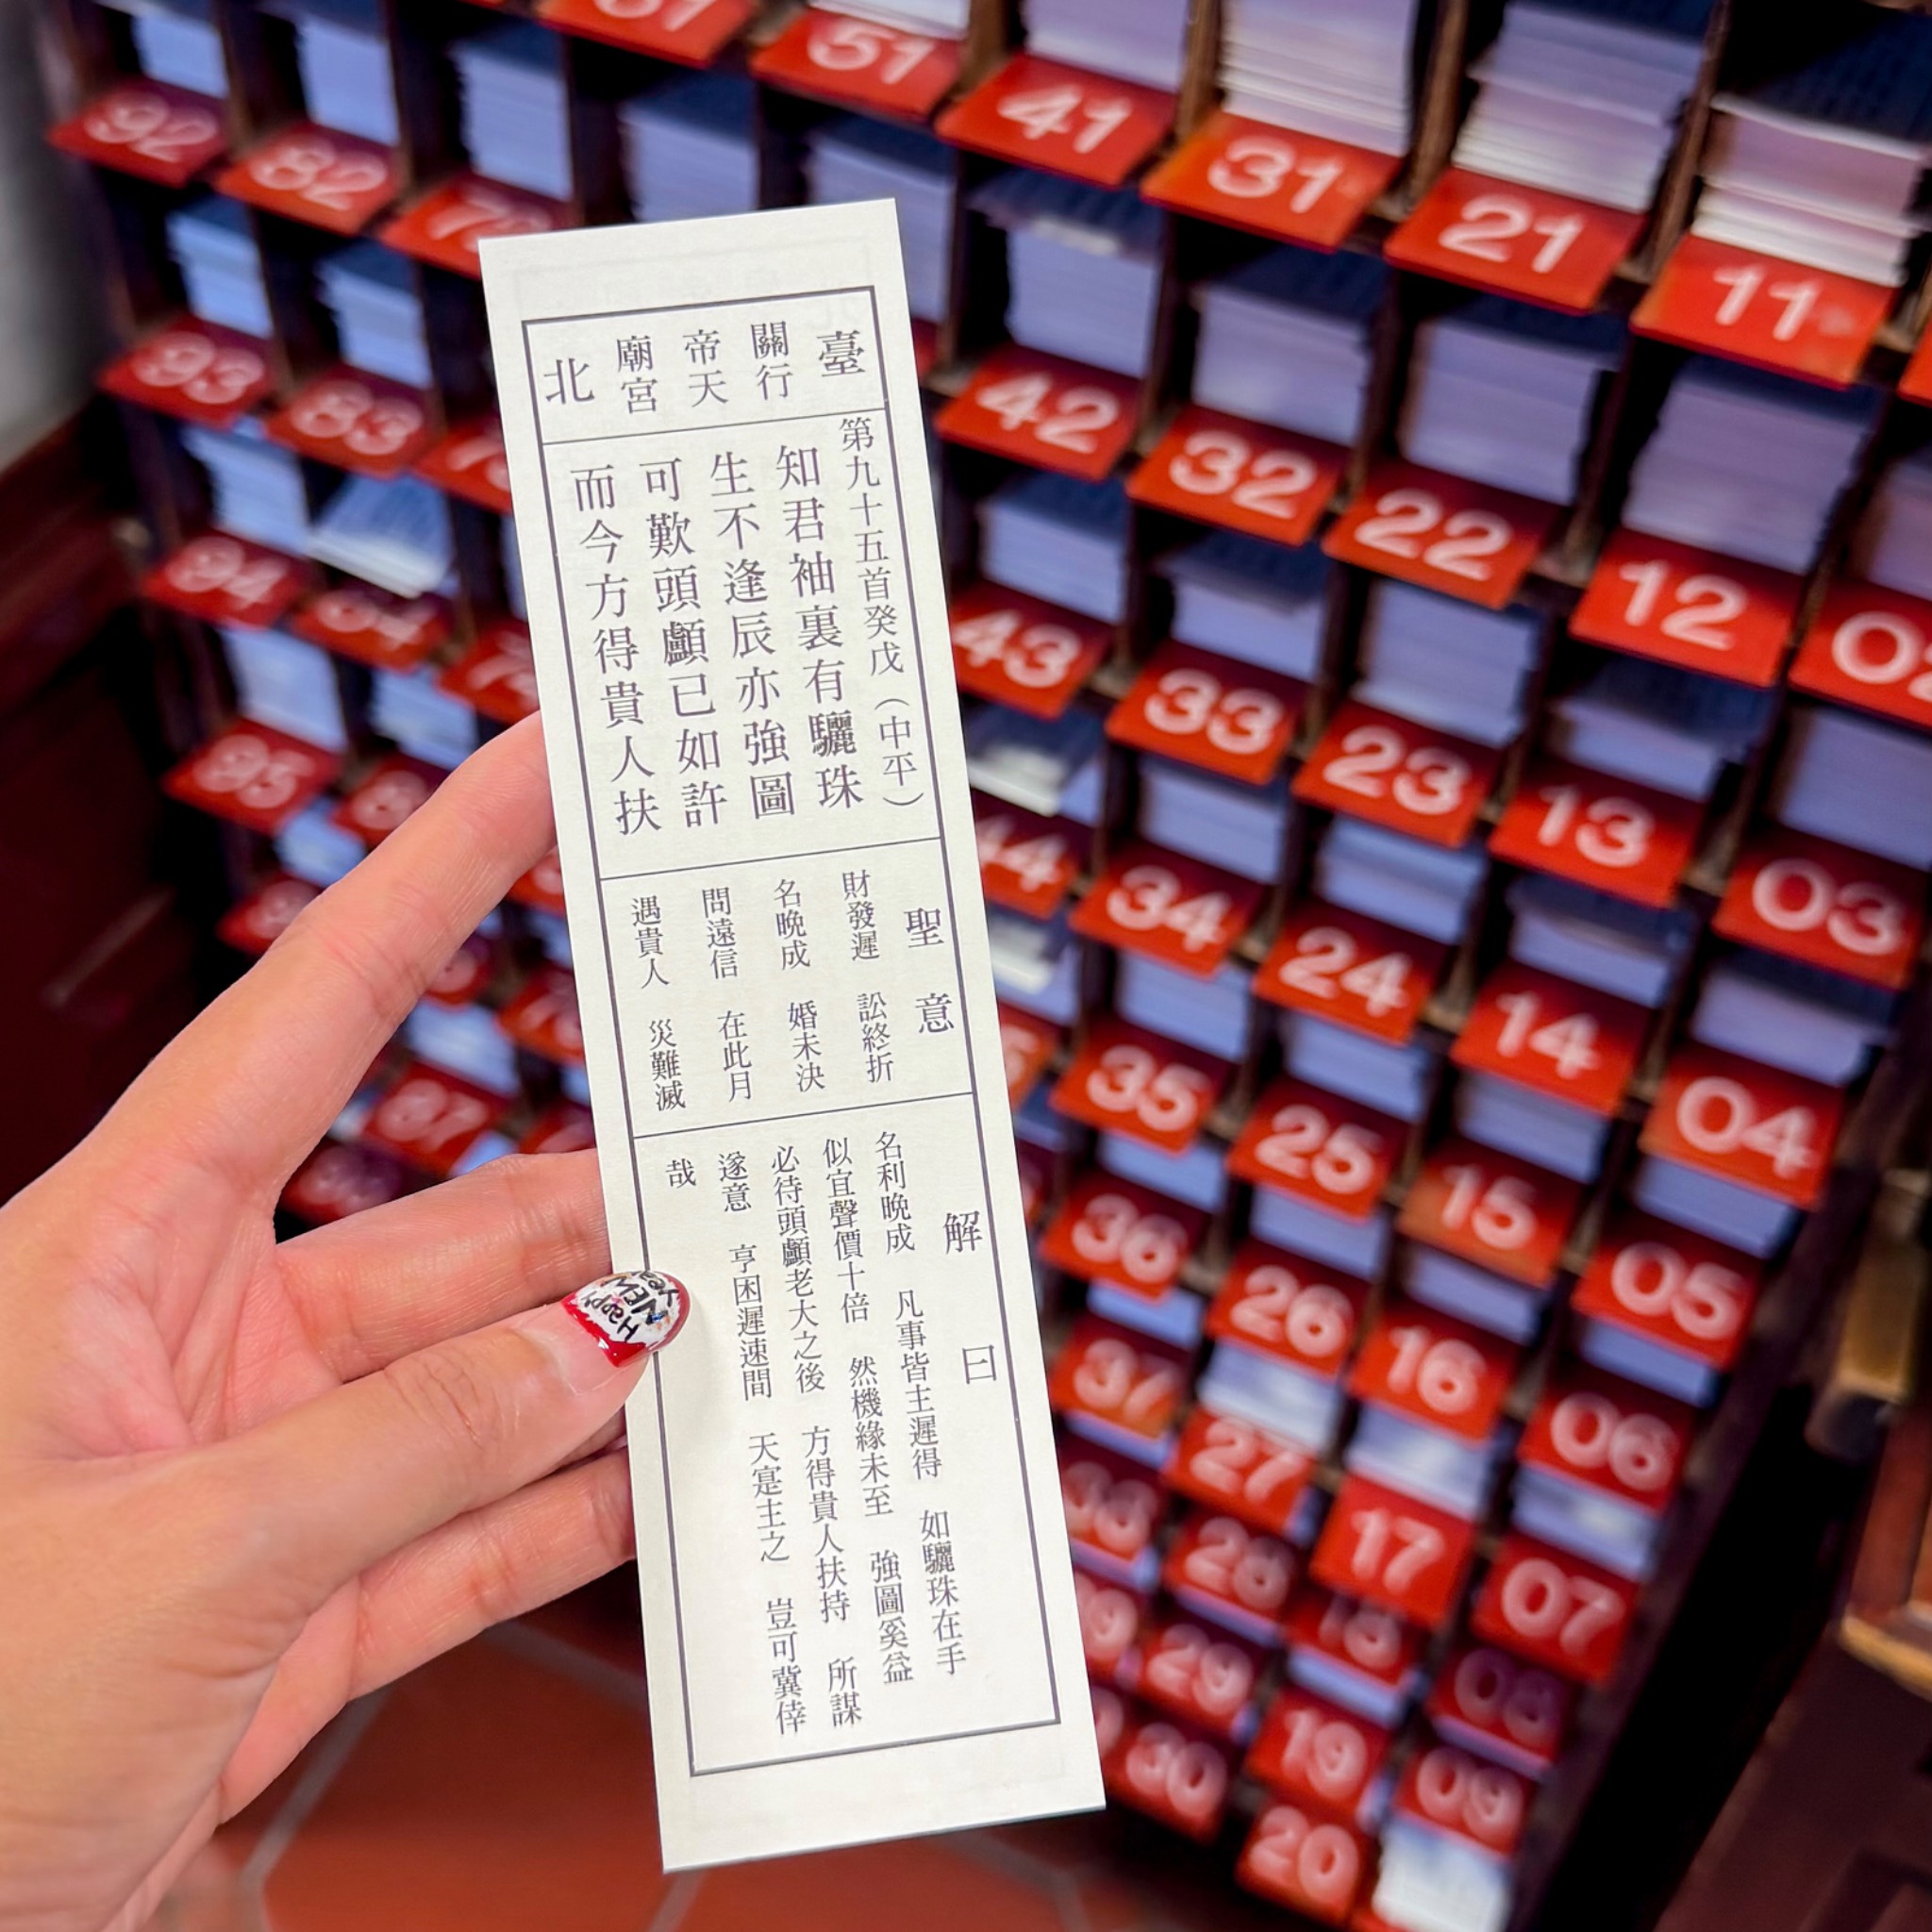 臺
關行
帝天
廟宮
北
第九十五首癸戊（中平）
知君袖裏有驪珠
生不逢辰亦強圖
可歎頭顱已如許
而今方得貴人扶
聖意
財發遲 訟終折
名晚成 婚未決
問遠信 在此月
遇貴人 災難滅
解曰
名利晚成 凡事皆主遲得 如驪珠在手
似宜聲價十倍 然機緣未至 強圖奚益
必待頭顱老大之後 方得貴人扶持 所謀
遂意 亨困遲速間 天寔主之 豈可冀倖
哉
Happy
NEW
51
41
31
21
11
92
82
42
32
22
12
93
83
43
33
23
13
03
94
84
44
34
24
14
04
95
35
25
15
05
36
26
16
06
87
37
27
17
07
28
18
08
29
19
09
30
20